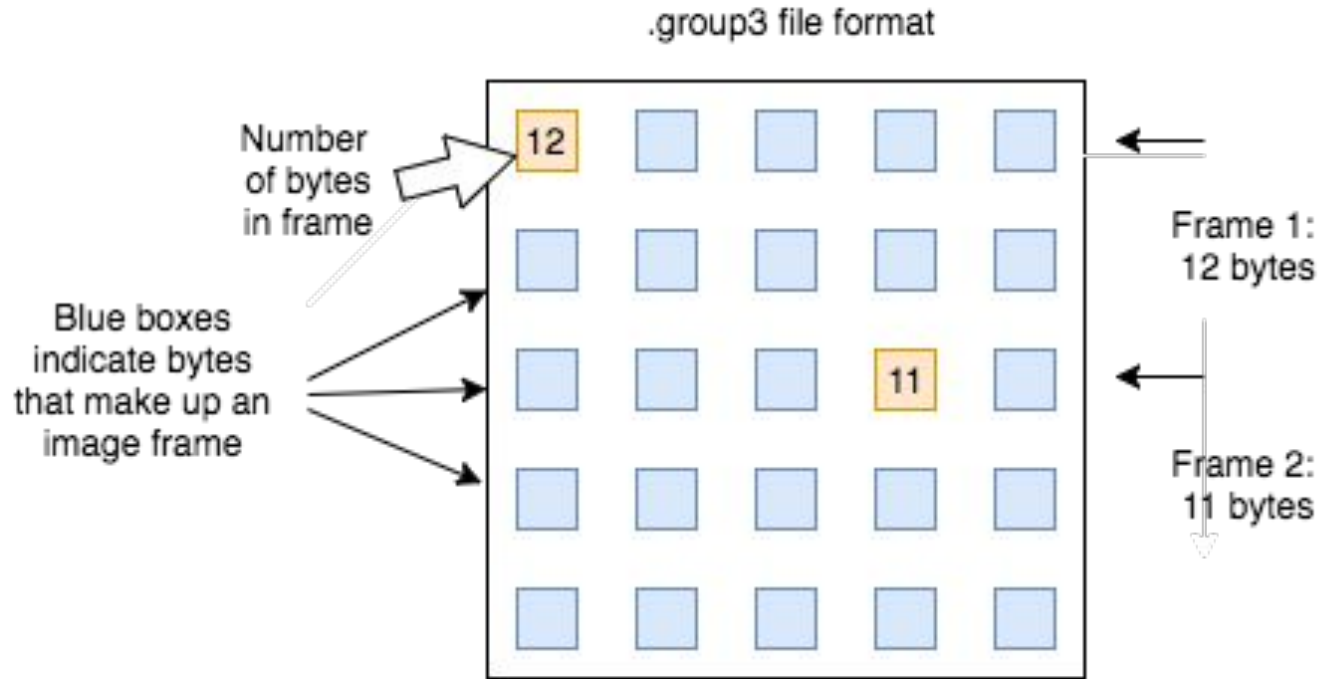 .group3 file format
Number
of bytes
in frame
12
Frame 1:
12 bytes
Blue boxes
indicate bytes
that make up an
image frame
11
Frame 2:
11 bytes